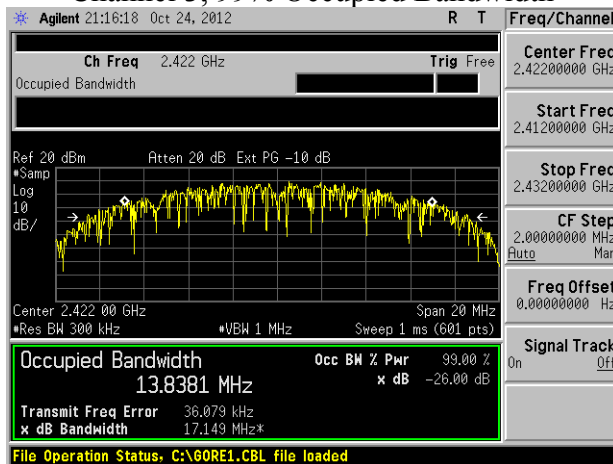 Channel 3, 99% Occupied Bandwidth
Agilent 21:16:18 Oct 24, 2012 R T Freq/Channel
Ch Freq 2.422 GHz Trig Free
Occupied Bandwidth
Center Freq
2.42200000 GHz
Start Freq
2.41200000 GHz
Stop Freq
2.43200000 GHz
CF Step
2.00000000 MHz
Auto Man
Freq Offset
0.00000000 Hz
Signal Track
On Off
Ref 20 dBm Atten 20 dB Ext PG -10 dB
#Samp
Log
10
dB/
Center 2.422 00 GHz Span 20 MHz
#Res BW 300 kHz #VBW 1 MHz Sweep 1 ms (601 pts)
Occupied Bandwidth Occ BW % Pwr 99.00 %
13.8381 MHz x dB -26.00 dB
Transmit Freq Error 36.079 kHz
x dB Bandwidth 17.149 MHz*
File Operation Status, C:\GORE1.CBL file loaded